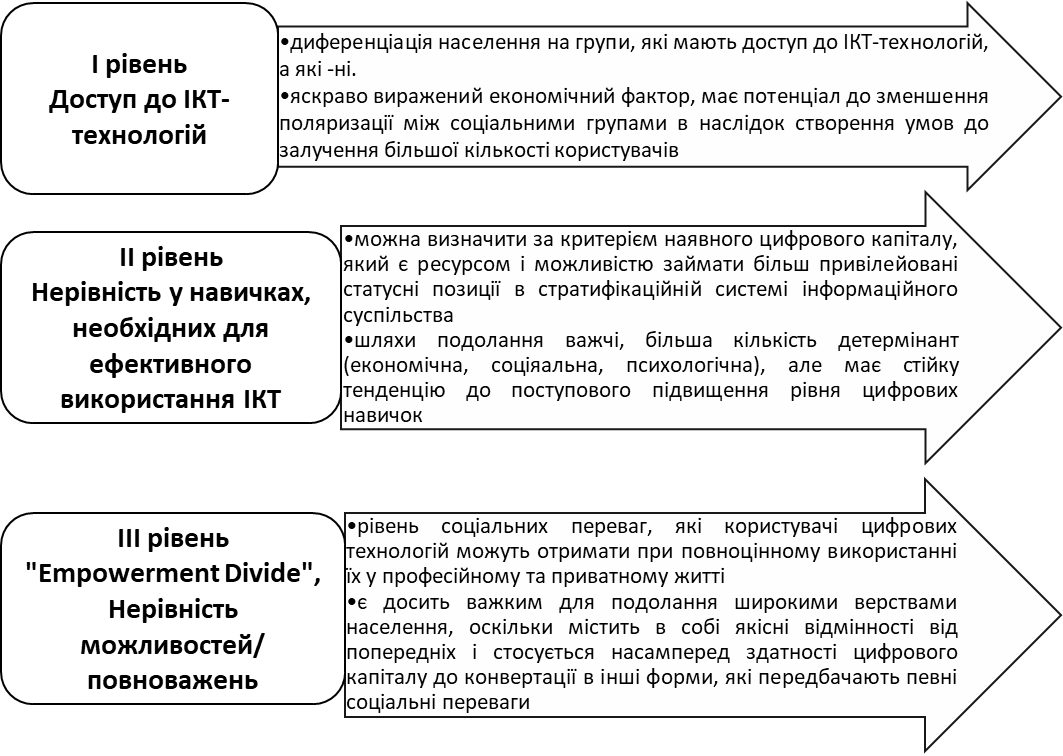 І рівень
Доступ до ІКТ-
технологій
•диференціація населення на групи, які мають доступ до ІКТ-технологій,
а які -ні.
•яскраво виражений економічний фактор, має потенціал до зменшення
поляризації між соціальними групами в наслідок створення умов до
залучення більшої кількості користувачів
ІІ рівень
Нерівність у навичках,
необхідних для
ефективного
використання ІКТ
•можна визначити за критерієм наявного цифрового капіталу,
який є ресурсом і можливістю займати більш привілейовані
статусні позиції в стратифікаційній системі інформаційного
суспільства
•шляхи подолання важчі, більша кількість детермінант
(економічна, соціяальна, психологічна), але має стійку
тенденцію до поступового підвищення рівня цифрових
навичок
ІІІ рівень
"Empowerment Divide",
Нерівність
можливостей/
повноважень
•рівень соціальних переваг, які користувачі цифрових
технологій можуть отримати при повноцінному використанні
їх у професійному та приватному житті
•є досить важким для подолання широкими верствами
населення, оскільки містить в собі якісні відмінності від
попередніх і стосується насамперед здатності цифрового
капіталу до конвертації в інші форми, які передбачають певні
соціальні переваги